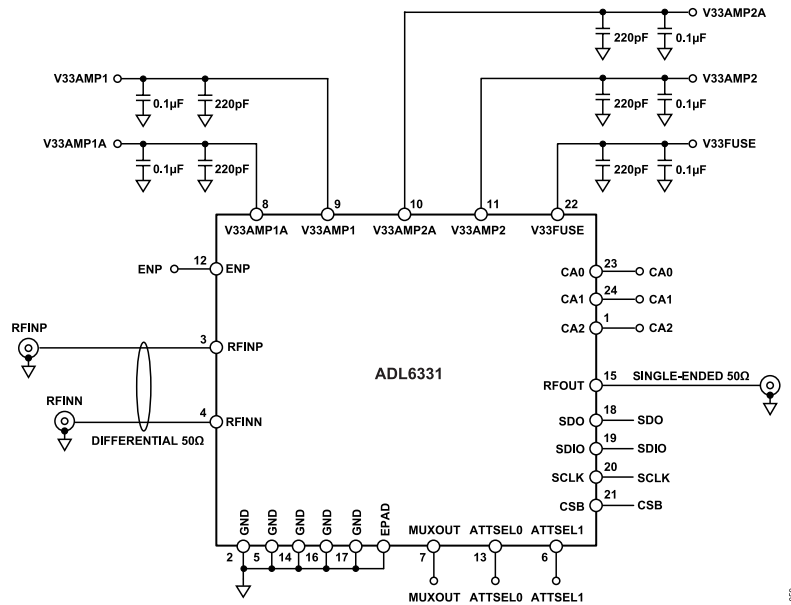 V33AMP2A
220pF 0.1µF
V33AMP1 V33AMP2
0.1µF 220pF 220pF 0.1µF
V33AMP1A V33FUSE
0.1µF 220pF 220pF 0.1µF
8 9 10 11 22
V33AMP1A V33AMP1 V33AMP2A V33AMP2 V33FUSE
ENP 12 ENP CA0 23 CA0
CA1 24 CA1
CA2 1 CA2
RFINP 3 RFINP
ADL6331
RFOUT 15 SINGLE-ENDED 50Ω
RFINN 4 RFINN
DIFFERENTIAL 50Ω
SDO 18 SDO
SDIO 19 SDIO
SCLK 20 SCLK
CSB 21 CSB
GND GND GND GND GND EPAD MUXOUT ATTSEL0 ATTSEL1
2 5 14 16 17 7 13 6
MUXOUT ATTSEL0 ATTSEL1